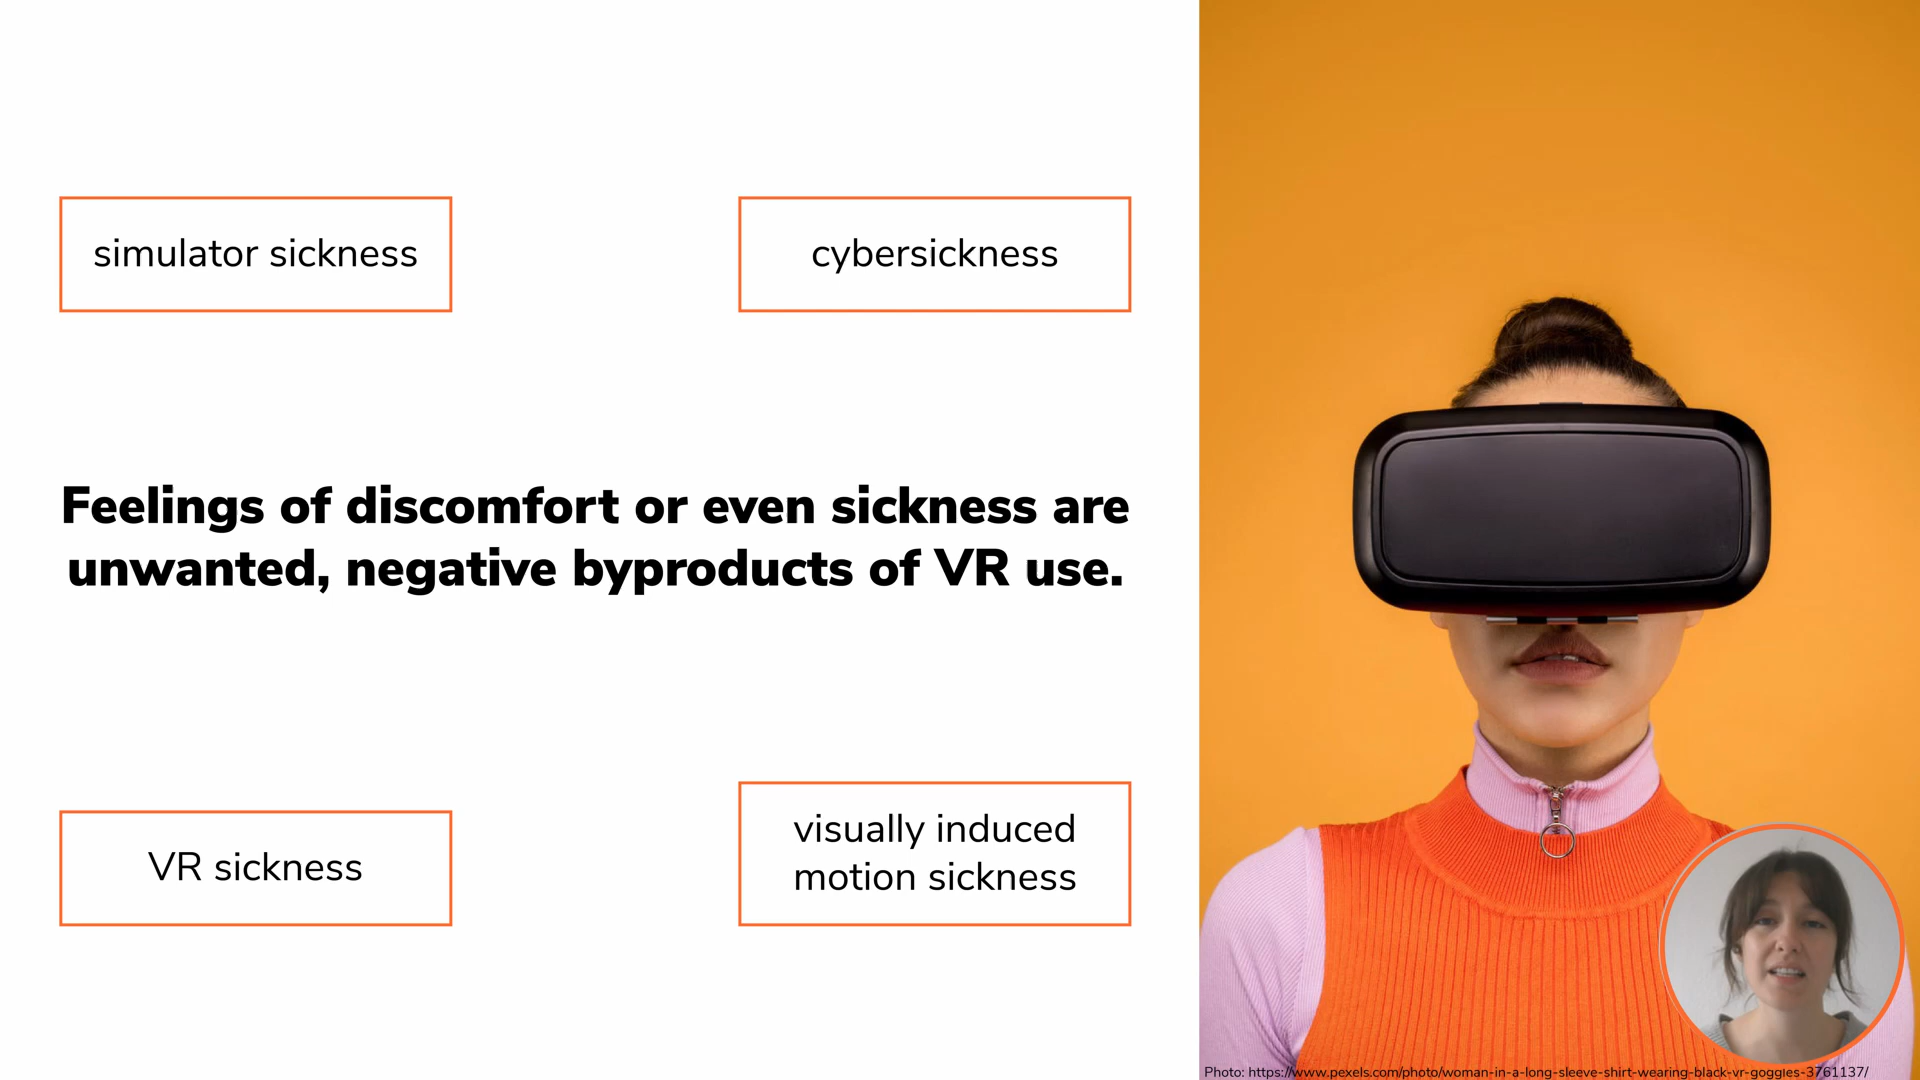 simulator sickness
cybersickness
Feelings of discomfort or even sickness are
unwanted, negative byproducts of VR use.
VR sickness
visually induced
motion sickness
Photo: https://www.pexels.com/photo/woman-in-a-long-sleeve-shirt-wearing-black-vr-goggles-3761137/